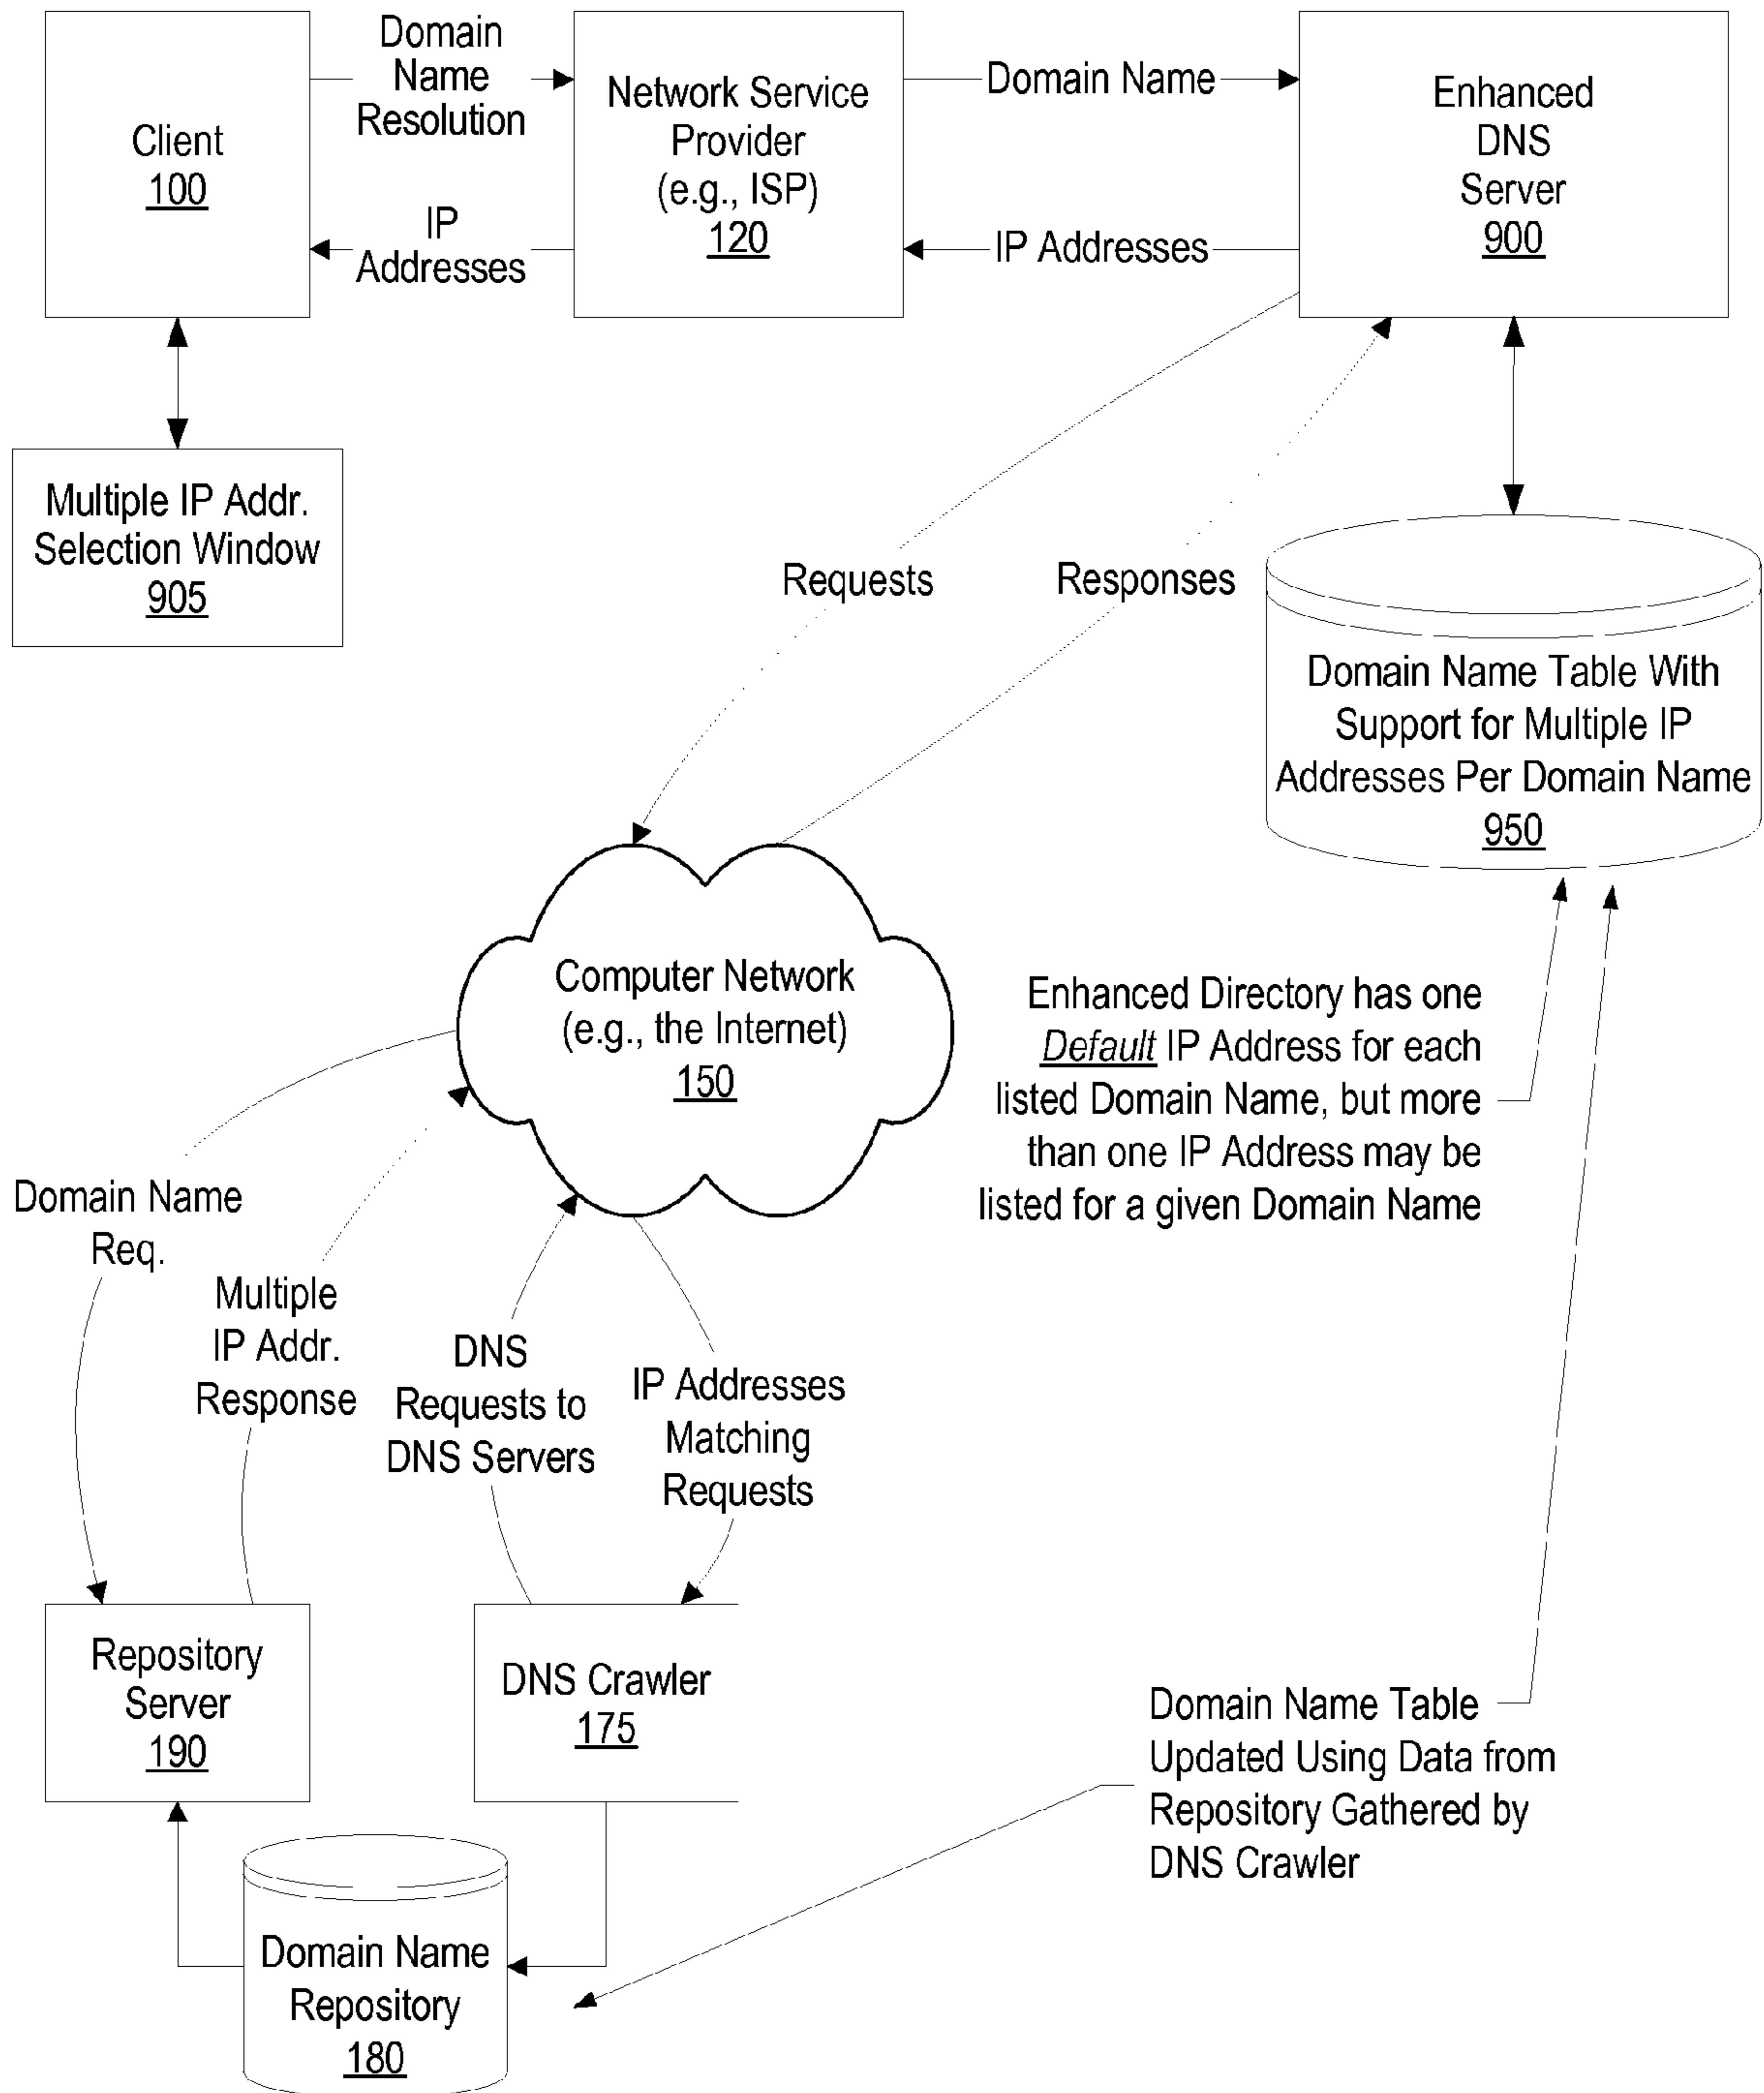 Client
100
Domain
Name
Resolution
IP
Addresses
Network Service
Provider
(e.g., ISP)
120
Domain Name
IP Addresses
Enhanced
DNS
Server
900
Multiple IP Addr.
Selection Window
905
Requests
Responses
Domain Name Table With
Support for Multiple IP
Addresses Per Domain Name
950
Computer Network
(e.g., the Internet)
150
Enhanced Directory has one
Default IP Address for each
listed Domain Name, but more
than one IP Address may be
listed for a given Domain Name
Domain Name
Req.
Multiple
IP Addr.
Response
DNS
Requests to
DNS Servers
IP Addresses
Matching
Requests
Repository
Server
190
DNS Crawler
175
Domain Name Table
Updated Using Data from
Repository Gathered by
DNS Crawler
Domain Name
Repository
180